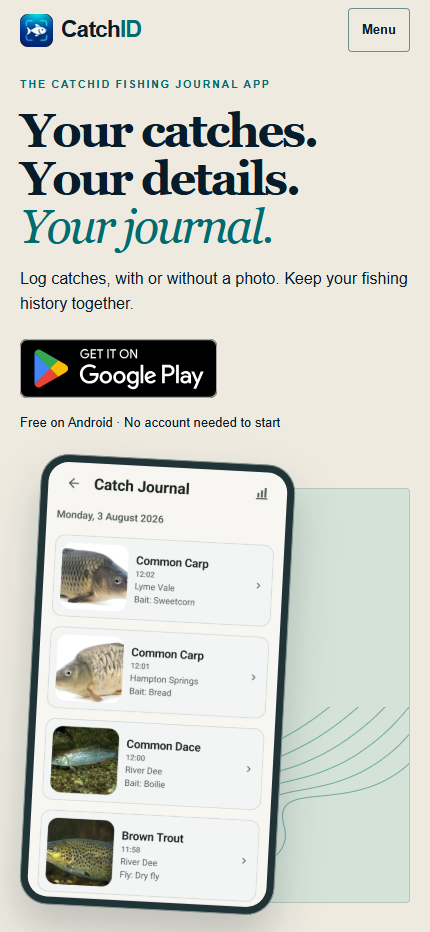 CatchID
Menu
THE CATCHID FISHING JOURNAL APP
Your catches.
Your details.
Your journal.
Log catches, with or without a photo. Keep your fishing
history together.
GET IT ON
Google Play
Free on Android · No account needed to start
Catch Journal
Monday, 3 August 2026
Common Carp
12:02
Lyme Vale
Bait: Sweetcorn
Common Carp
12:01
Hampton Springs
Bait: Bread
Common Dace
12:00
River Dee
Bait: Boilie
Brown Trout
11:58
River Dee
Fly: Dry fly